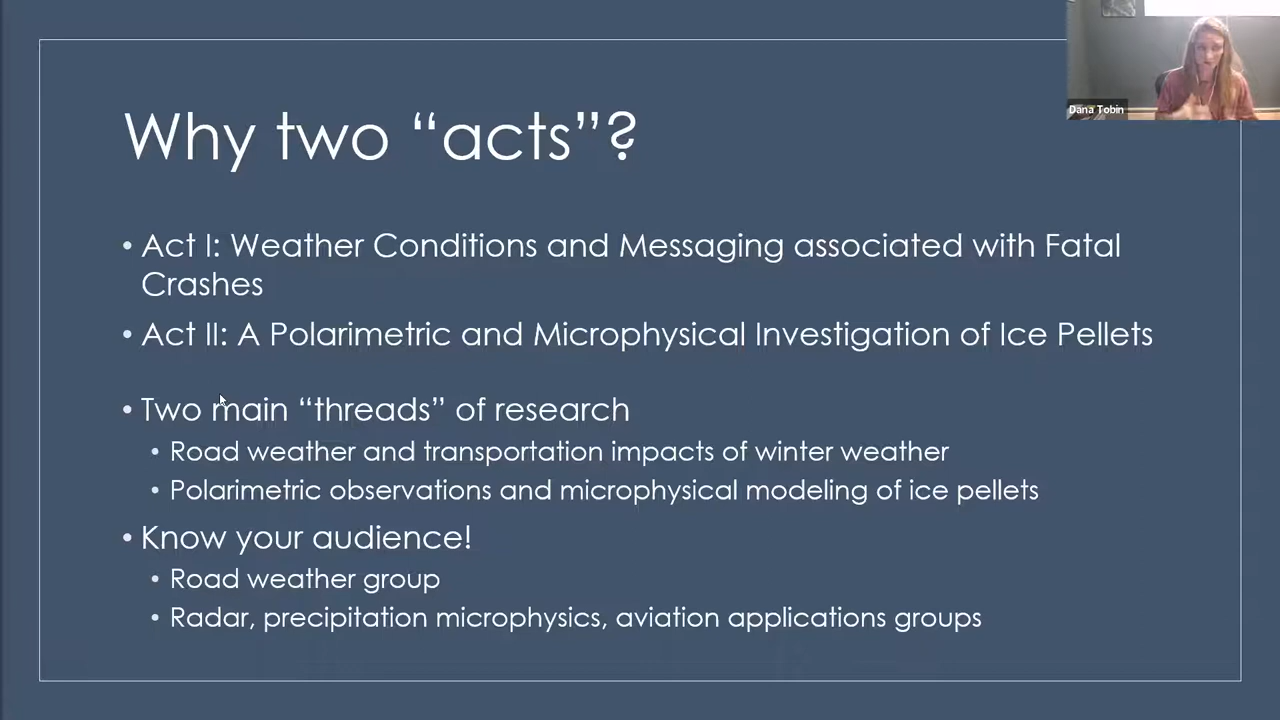 Why two “acts”?
• Act I: Weather Conditions and Messaging associated with Fatal
Crashes
• Act II: A Polarimetric and Microphysical Investigation of Ice Pellets
• Two main “threads” of research
• Road weather and transportation impacts of winter weather
• Polarimetric observations and microphysical modeling of ice pellets
• Know your audience!
• Road weather group
• Radar, precipitation microphysics, aviation applications groups
Dana Tobin